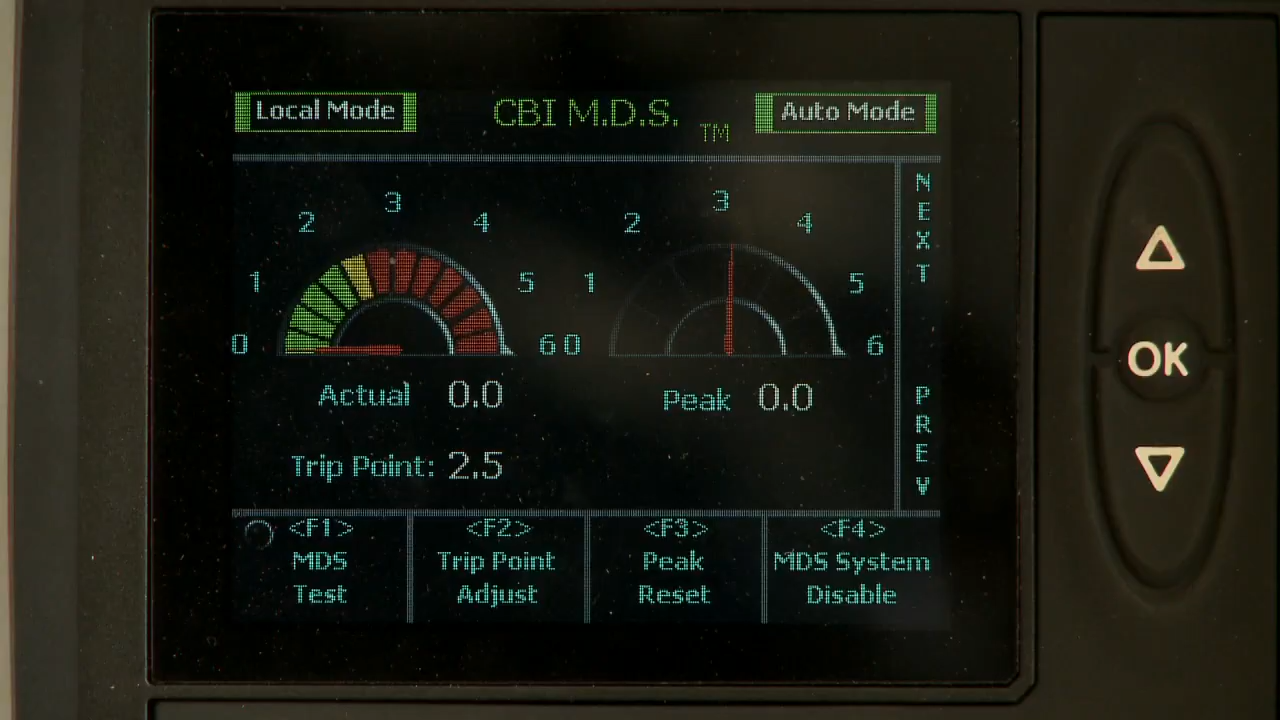 Local Mode
CBI M.D.S. TM
Auto Mode
0 1 2 3 4 5 6
0 1 2 3 4 5 6
Actual 0.0
Peak 0.0
Trip Point: 2.5
NEXT
PREV
<F1>
MDS
Test
<F2>
Trip Point
Adjust
<F3>
Peak
Reset
<F4>
MDS System
Disable
OK